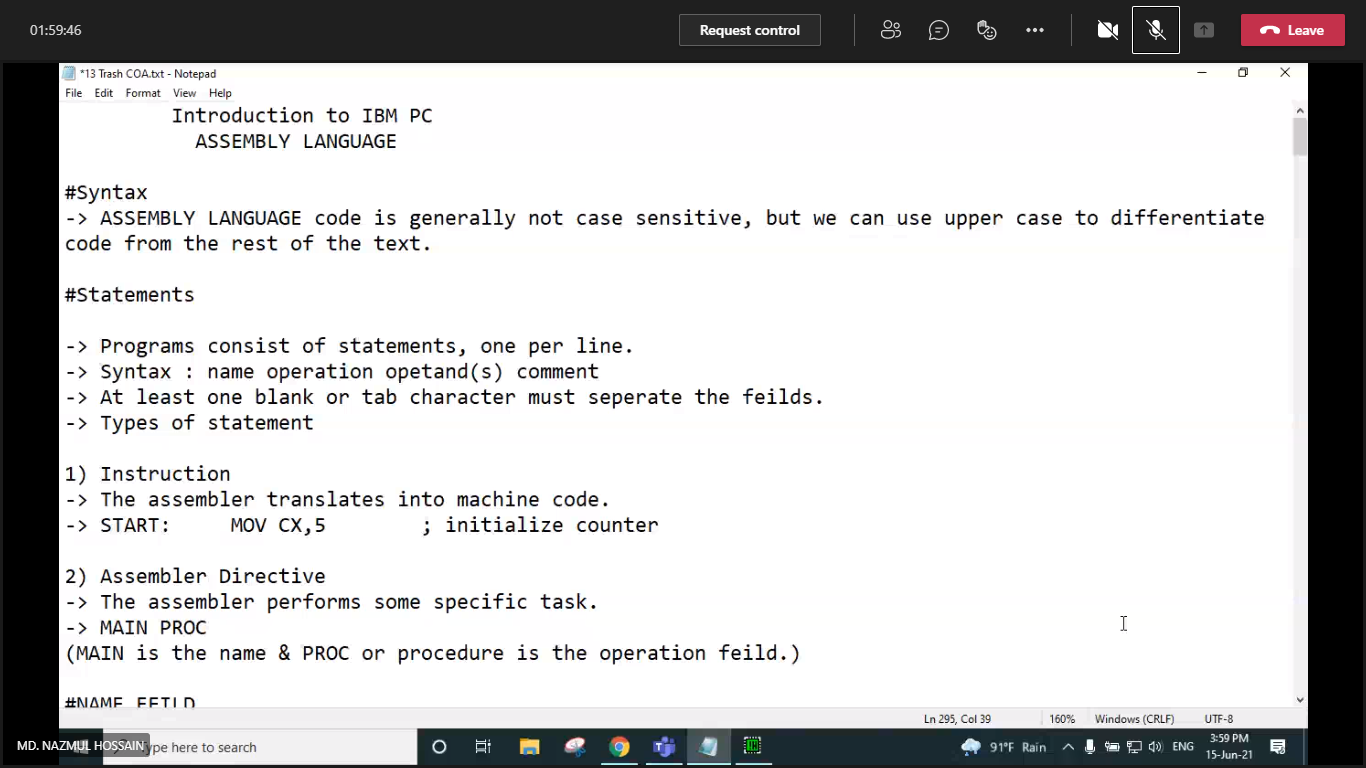 01:59:46
Request control
Leave
*13 Trash COA.txt - Notepad
File Edit Format View Help
Introduction to IBM PC
ASSEMBLY LANGUAGE
#Syntax
-> ASSEMBLY LANGUAGE code is generally not case sensitive, but we can use upper case to differentiate
code from the rest of the text.
#Statements
-> Programs consist of statements, one per line.
-> Syntax : name operation opetand(s) comment
-> At least one blank or tab character must seperate the feilds.
-> Types of statement
1) Instruction
-> The assembler translates into machine code.
-> START: MOV CX,5 ; initialize counter
2) Assembler Directive
-> The assembler performs some specific task.
-> MAIN PROC
(MAIN is the name & PROC or procedure is the operation feild.)
#NAME FEILD
Ln 295, Col 39 160% Windows (CRLF) UTF-8
MD. NAZMUL HOSSAIN
ype here to search
91°F Rain
ENG
3:59 PM
15-Jun-21